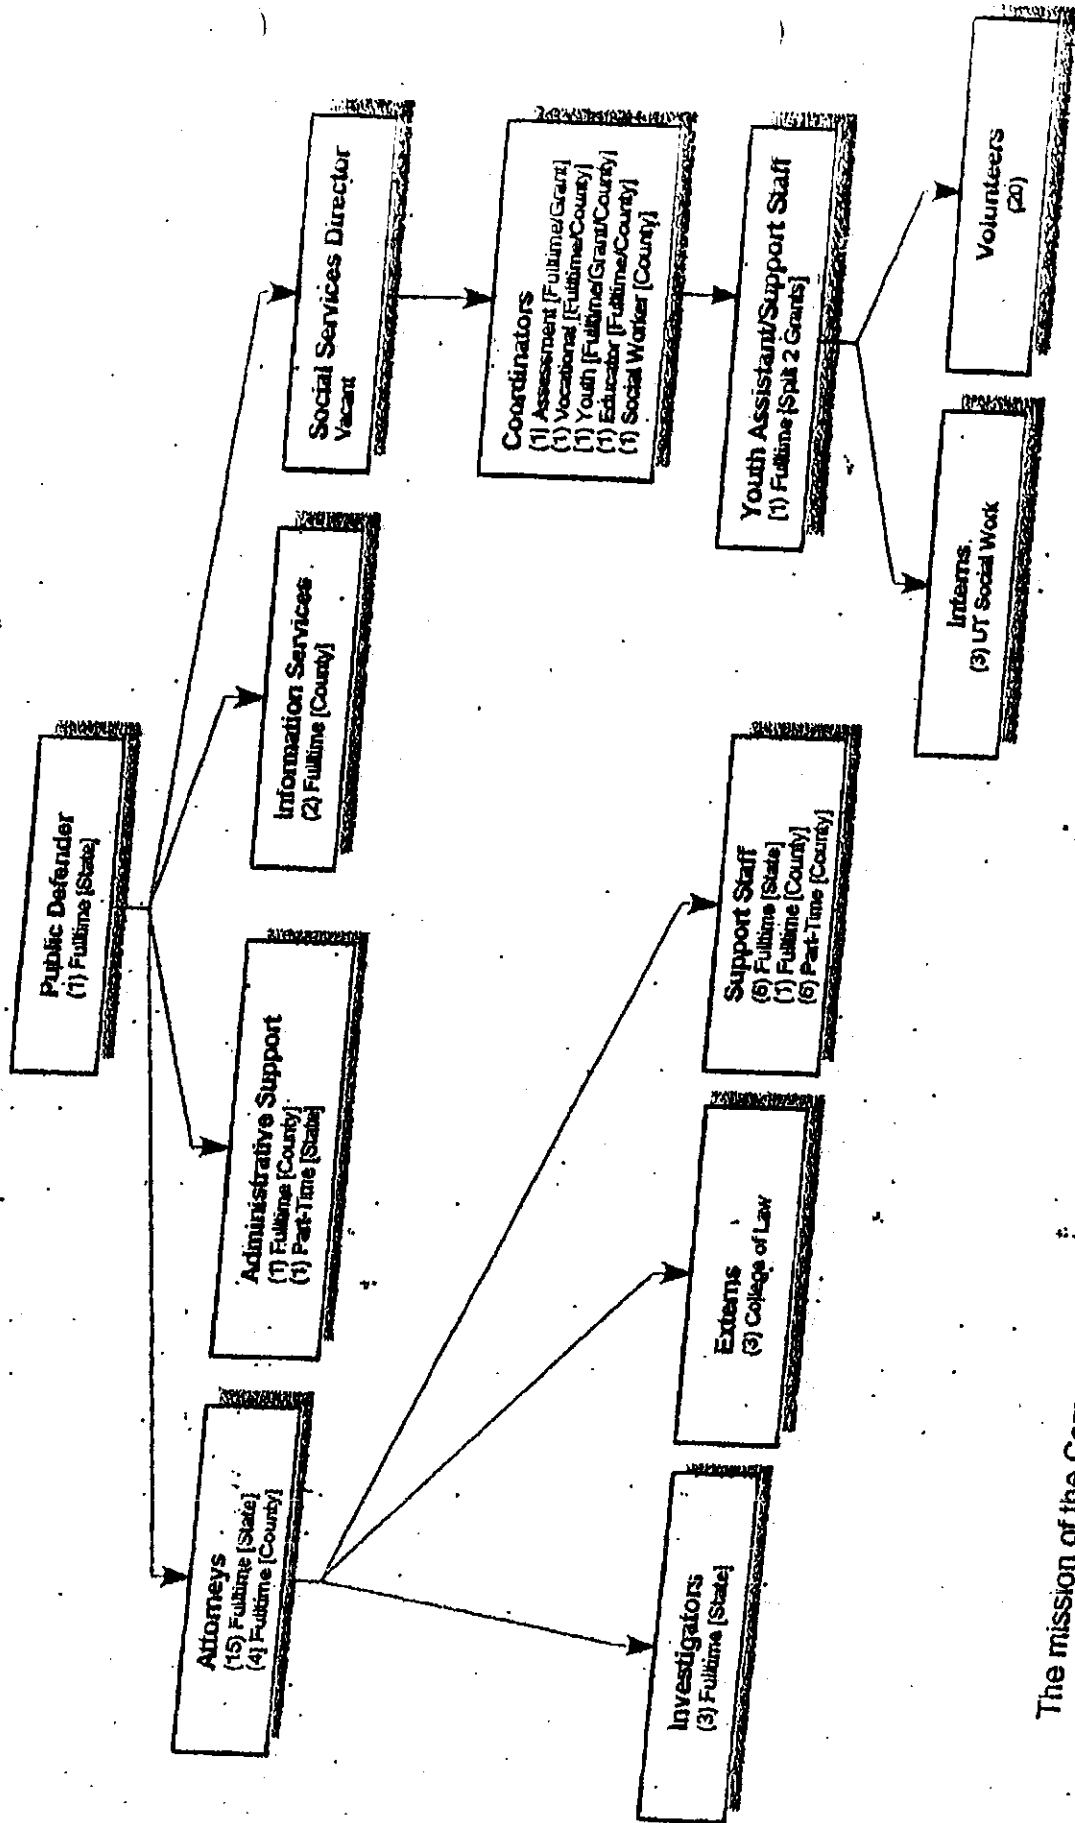 Public Defender
(1) Fulltime [State]
Attorneys
(15) Fulltime [State]
(4) Fulltime [County]
Administrative Support
(1) Fulltime [County]
(1) Part-Time [State]
Information Services
(2) Fulltime [County]
Social Services Director
Vacant
Coordinators
(1) Assessment [Fulltime/Grant]
(1) Vocational [Fulltime/County]
(1) Youth [Fulltime/Grant/County]
(1) Educator [Fulltime/County]
(1) Social Worker [County]
Investigators
(3) Fulltime [State]
Externs
(3) College of Law
Support Staff
(6) Fulltime [State]
(1) Fulltime [County]
(6) Part-Time [County]
Youth Assistant/Support Staff
[1) Fulltime [Split 2 Grants]
Interns
(3) UT Social Work
Volunteers
(20)
The mission of the